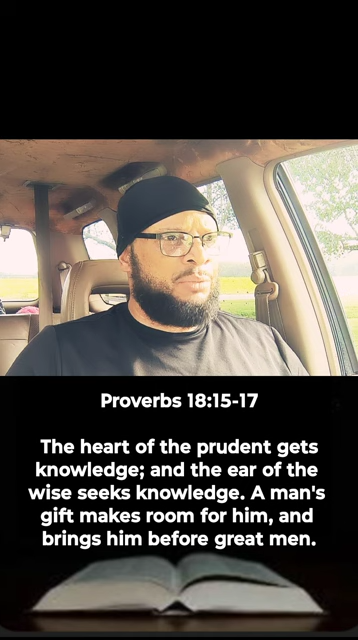 Proverbs 18:15-17
The heart of the prudent gets
knowledge; and the ear of the
wise seeks knowledge. A man's
gift makes room for him, and
brings him before great men.